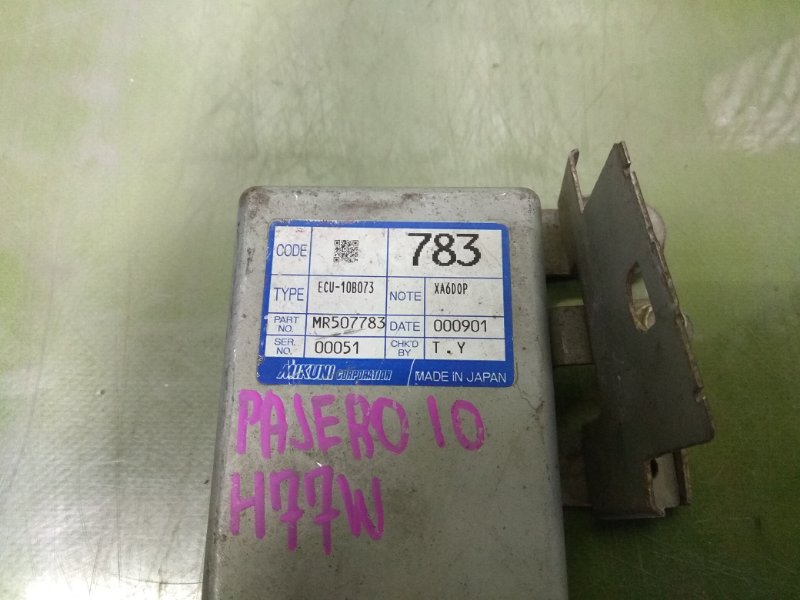 CODE 783
TYPE ECU-10B073 NOTE XA6D0P
PART NO. MR507783 DATE 000901
SER. NO. 00051 CHK'D BY T.Y
MIKUNI CORPORATION MADE IN JAPAN
PAJERO IO
H77W